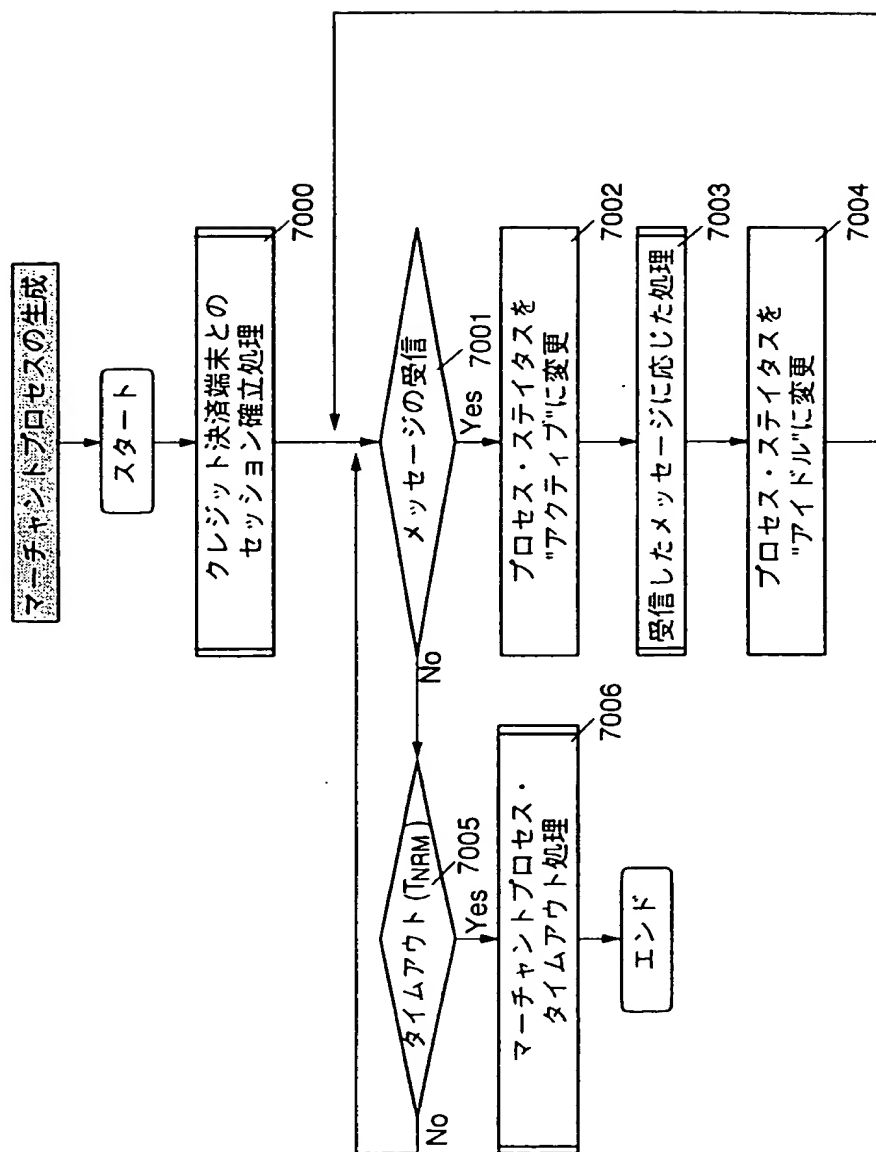 マーチャントプロセスの生成
スタート
クレジット決済端末との
セッション確立処理
7000
メッセージの受信
7001
Yes
No
プロセス・ステイタスを
"アクティブ"に変更
7002
受信したメッセージに応じた処理
7003
プロセス・ステイタスを
"アイドル"に変更
7004
タイムアウト(TNRM)
7005
Yes
No
マーチャントプロセス・
タイムアウト処理
7006
エンド